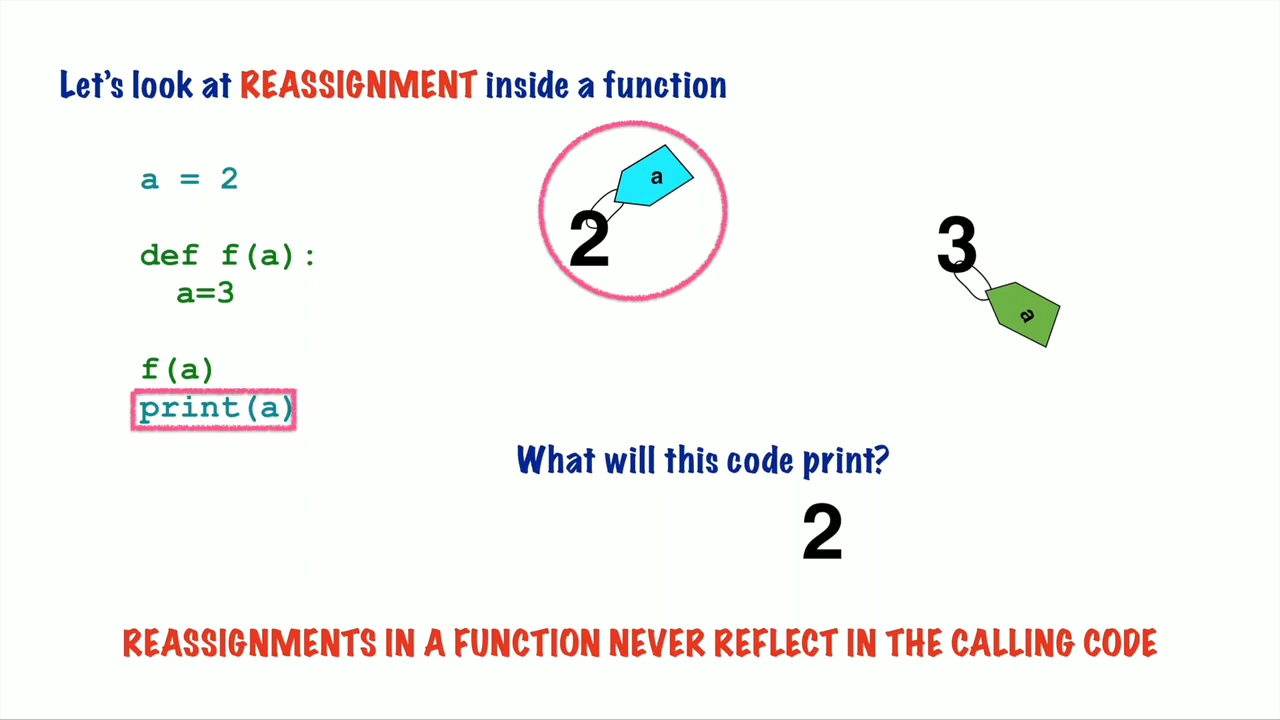 Let's look at REASSIGNMENT inside a function
a = 2
def f(a):
a=3
f(a)
print(a)
a
2
3
a
What will this code print?
2
REASSIGNMENTS IN A FUNCTION NEVER REFLECT IN THE CALLING CODE